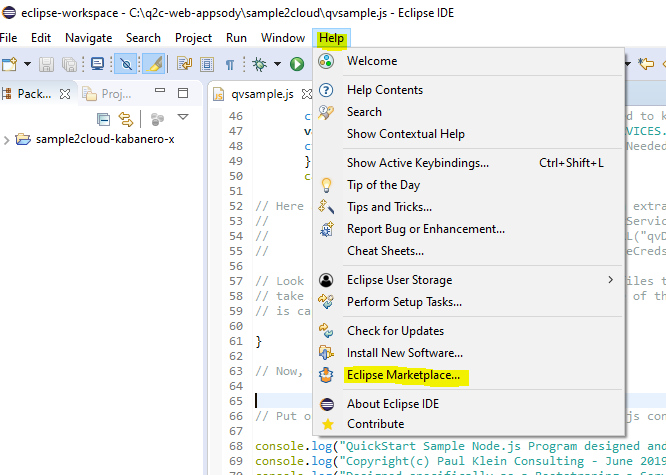 eclipse-workspace - C:\q2c-web-appsody\sample2cloud\qvsample.js - Eclipse IDE
File Edit Navigate Search Project Run Window Help
Pack... Proj... qvsample.js
sample2cloud-kabanero-x
Welcome
Help Contents
Search
Show Contextual Help
Show Active Keybindings... Ctrl+Shift+L
Tip of the Day
Tips and Tricks...
Report Bug or Enhancement...
Cheat Sheets...
Eclipse User Storage
Perform Setup Tasks...
Check for Updates
Install New Software...
Eclipse Marketplace...
About Eclipse IDE
Contribute
46 c d to k
47 v VICES.
48 c Needed
49 }
50 c
51
52 // Here extra
53 // Servic
54 // L("qvD
55 // eCreds
56
57 // Look iles t
58 // take of the
59 // is ca
60
61 }
62
63 // Now,
64
65
66 // Put o js con
67
68 console.log("QuickStart Sample Node.js Program designed and
69 console.log("Copyright(c) Paul Klein Consulting - June 201